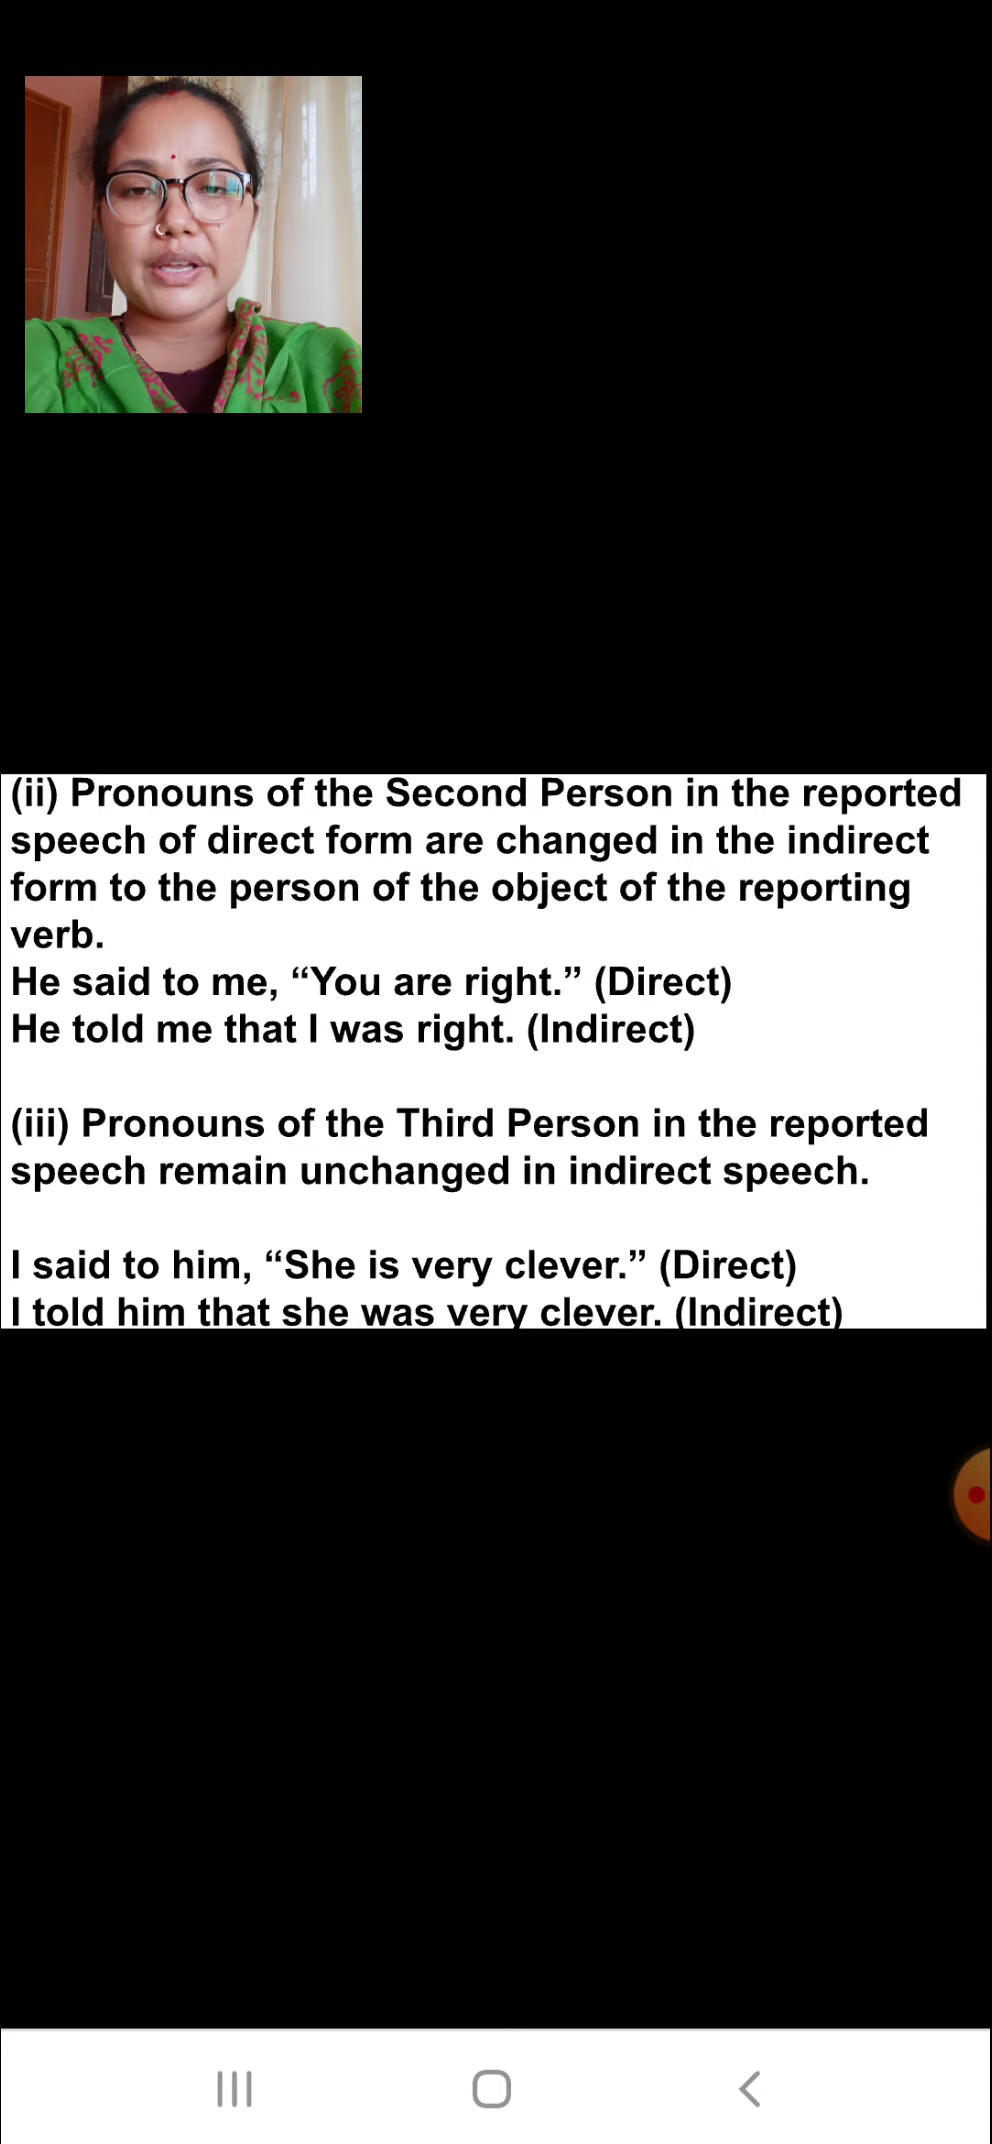 (ii) Pronouns of the Second Person in the reported
speech of direct form are changed in the indirect
form to the person of the object of the reporting
verb.
He said to me, “You are right.” (Direct)
He told me that I was right. (Indirect)
(iii) Pronouns of the Third Person in the reported
speech remain unchanged in indirect speech.
I said to him, “She is very clever.” (Direct)
I told him that she was very clever. (Indirect)